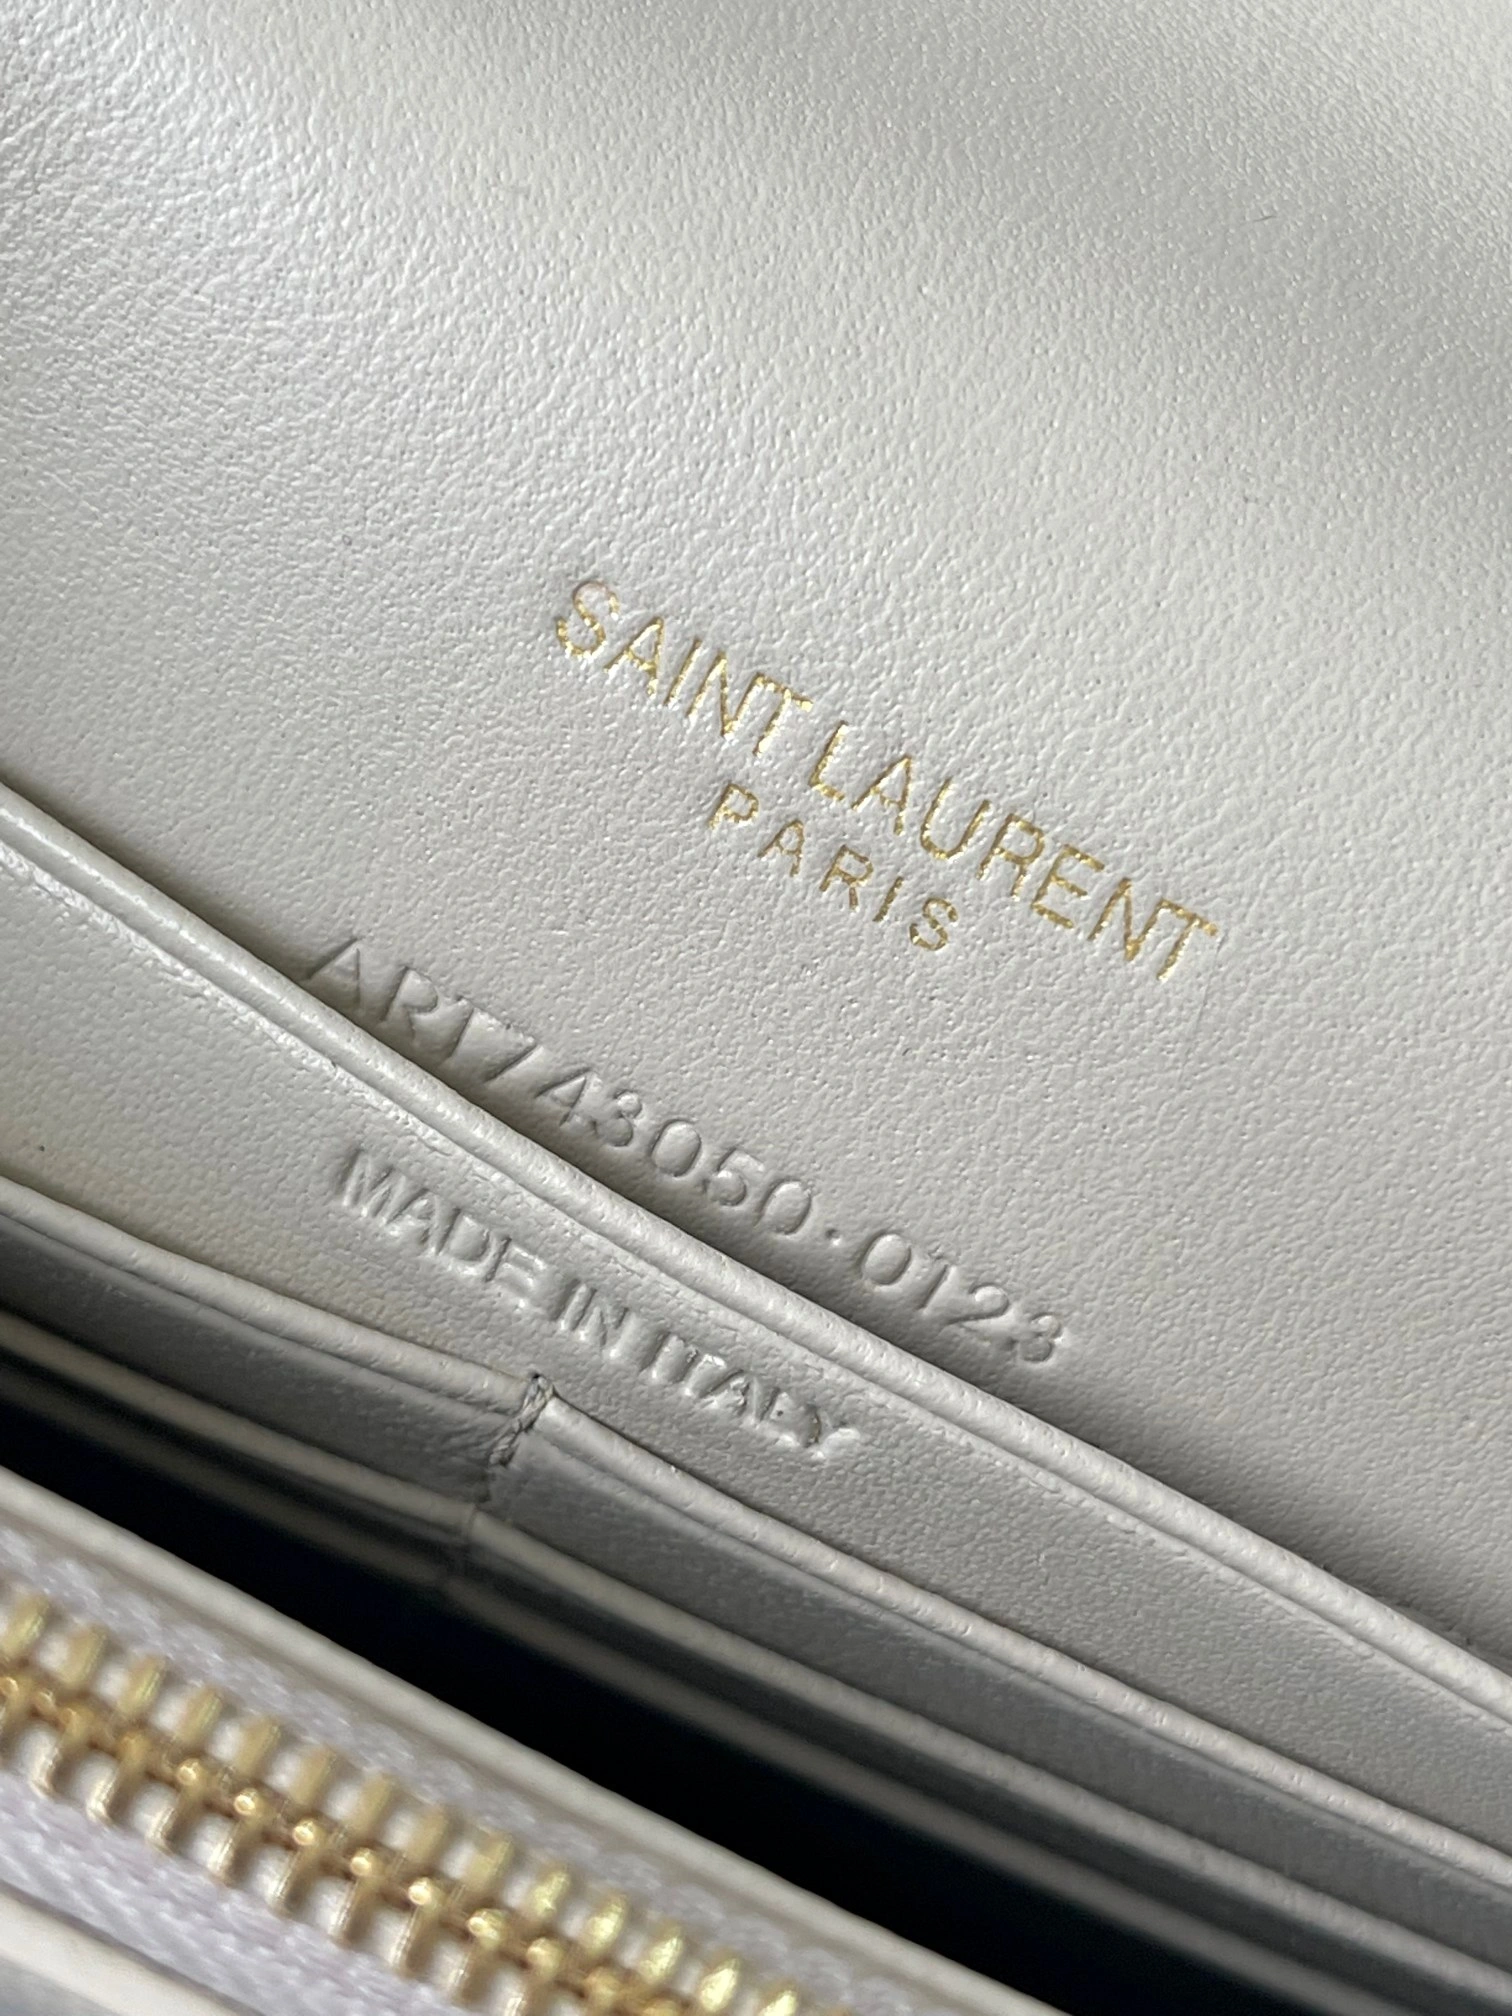 SAINT LAURENT
PARIS
ART743050·0123
MADE IN ITALY